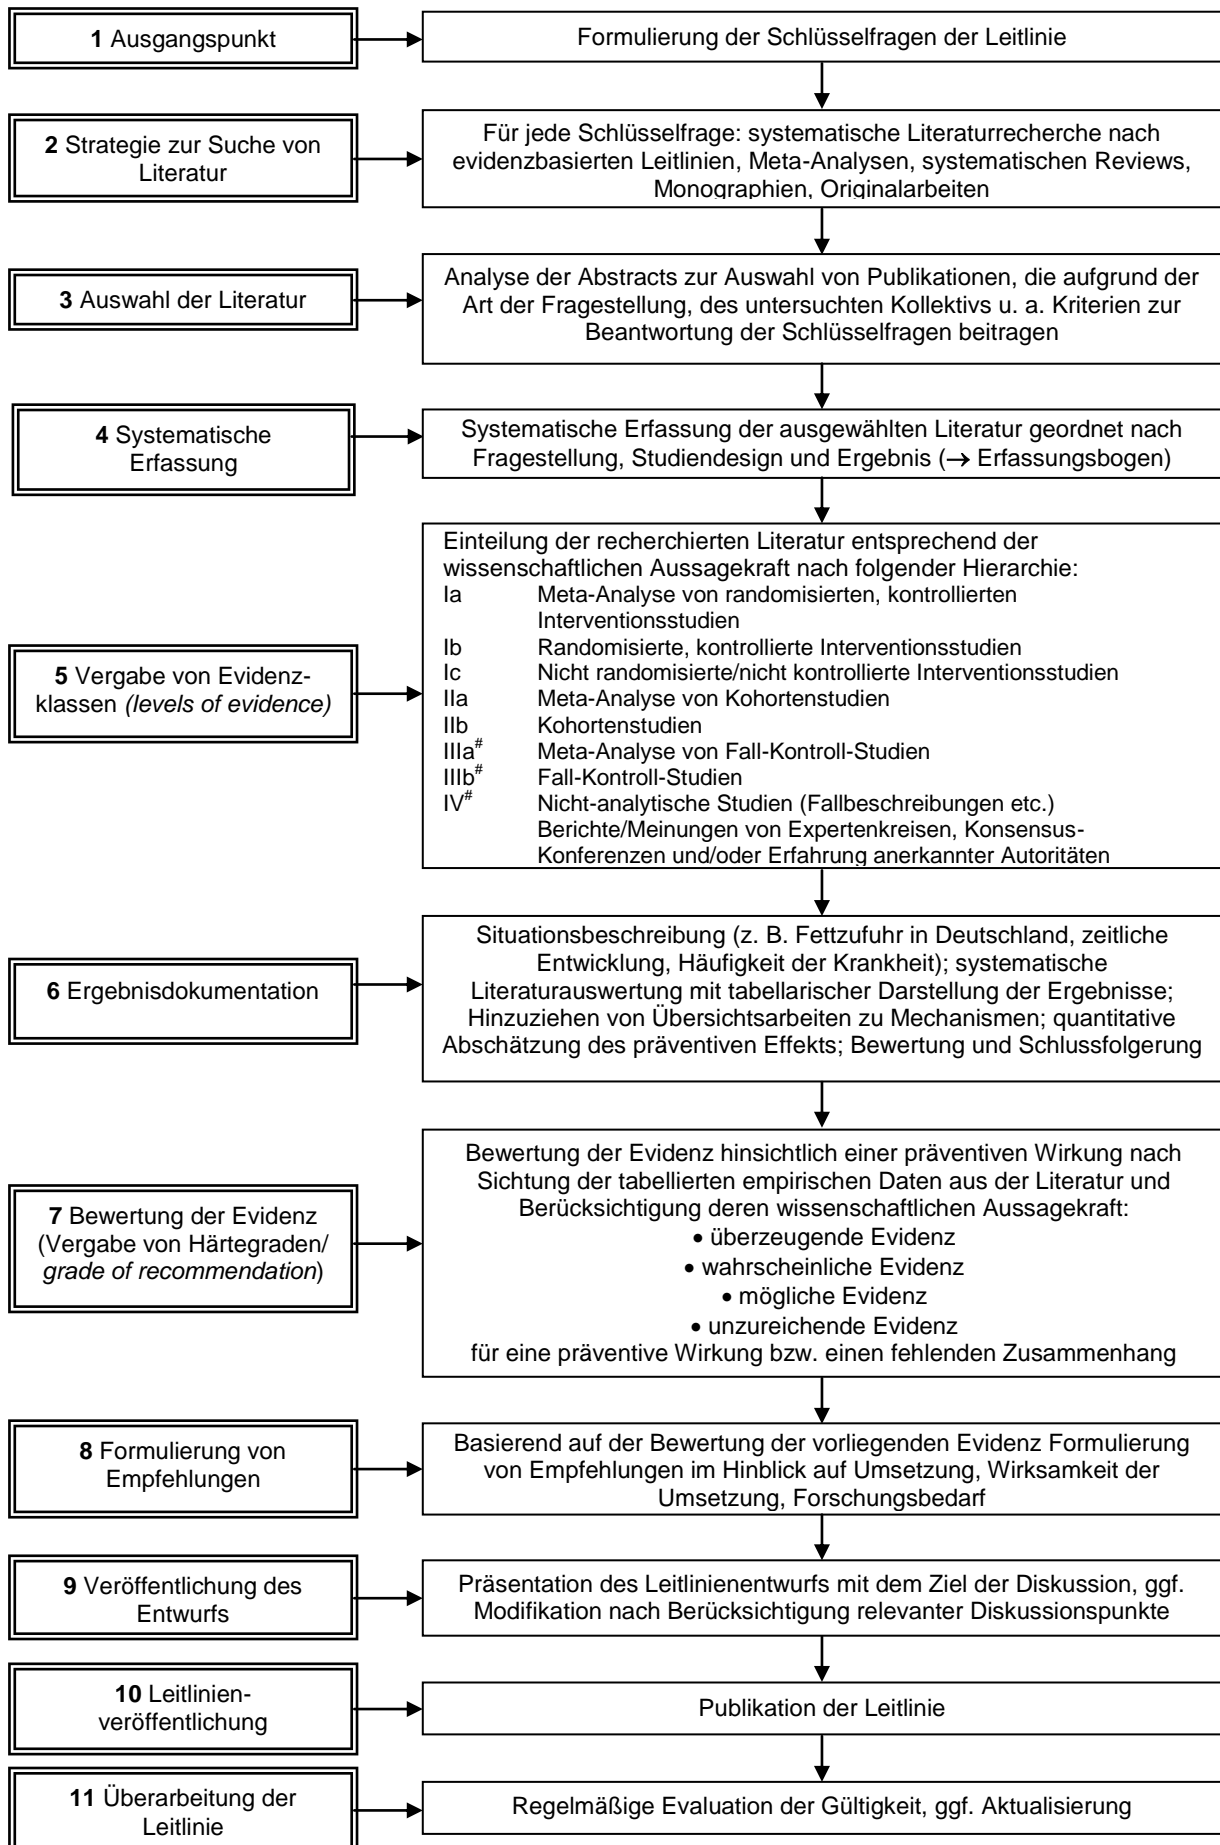 1 Ausgangspunkt
Formulierung der Schlüsselfragen der Leitlinie
2 Strategie zur Suche von
Literatur
Für jede Schlüsselfrage: systematische Literaturrecherche nach
evidenzbasierten Leitlinien, Meta-Analysen, systematischen Reviews,
Monographien, Originalarbeiten
3 Auswahl der Literatur
Analyse der Abstracts zur Auswahl von Publikationen, die aufgrund der
Art der Fragestellung, des untersuchten Kollektivs u. a. Kriterien zur
Beantwortung der Schlüsselfragen beitragen
4 Systematische
Erfassung
Systematische Erfassung der ausgewählten Literatur geordnet nach
Fragestellung, Studiendesign und Ergebnis (→ Erfassungsbogen)
5 Vergabe von Evidenz-
klassen (levels of evidence)
Einteilung der recherchierten Literatur entsprechend der
wissenschaftlichen Aussagekraft nach folgender Hierarchie:
Ia Meta-Analyse von randomisierten, kontrollierten
Interventionsstudien
Ib Randomisierte, kontrollierte Interventionsstudien
Ic Nicht randomisierte/nicht kontrollierte Interventionsstudien
IIa Meta-Analyse von Kohortenstudien
IIb Kohortenstudien
IIIa# Meta-Analyse von Fall-Kontroll-Studien
IIIb# Fall-Kontroll-Studien
IV# Nicht-analytische Studien (Fallbeschreibungen etc.)
Berichte/Meinungen von Expertenkreisen, Konsensus-
Konferenzen und/oder Erfahrung anerkannter Autoritäten
6 Ergebnisdokumentation
Situationsbeschreibung (z. B. Fettzufuhr in Deutschland, zeitliche
Entwicklung, Häufigkeit der Krankheit); systematische
Literaturauswertung mit tabellarischer Darstellung der Ergebnisse;
Hinzuziehen von Übersichtsarbeiten zu Mechanismen; quantitative
Abschätzung des präventiven Effekts; Bewertung und Schlussfolgerung
7 Bewertung der Evidenz
(Vergabe von Härtegraden/
grade of recommendation)
Bewertung der Evidenz hinsichtlich einer präventiven Wirkung nach
Sichtung der tabellierten empirischen Daten aus der Literatur und
Berücksichtigung deren wissenschaftlichen Aussagekraft:
• überzeugende Evidenz
• wahrscheinliche Evidenz
• mögliche Evidenz
• unzureichende Evidenz
für eine präventive Wirkung bzw. einen fehlenden Zusammenhang
8 Formulierung von
Empfehlungen
Basierend auf der Bewertung der vorliegenden Evidenz Formulierung
von Empfehlungen im Hinblick auf Umsetzung, Wirksamkeit der
Umsetzung, Forschungsbedarf
9 Veröffentlichung des
Entwurfs
Präsentation des Leitlinienentwurfs mit dem Ziel der Diskussion, ggf.
Modifikation nach Berücksichtigung relevanter Diskussionspunkte
10 Leitlinien-
veröffentlichung
Publikation der Leitlinie
11 Überarbeitung der
Leitlinie
Regelmäßige Evaluation der Gültigkeit, ggf. Aktualisierung